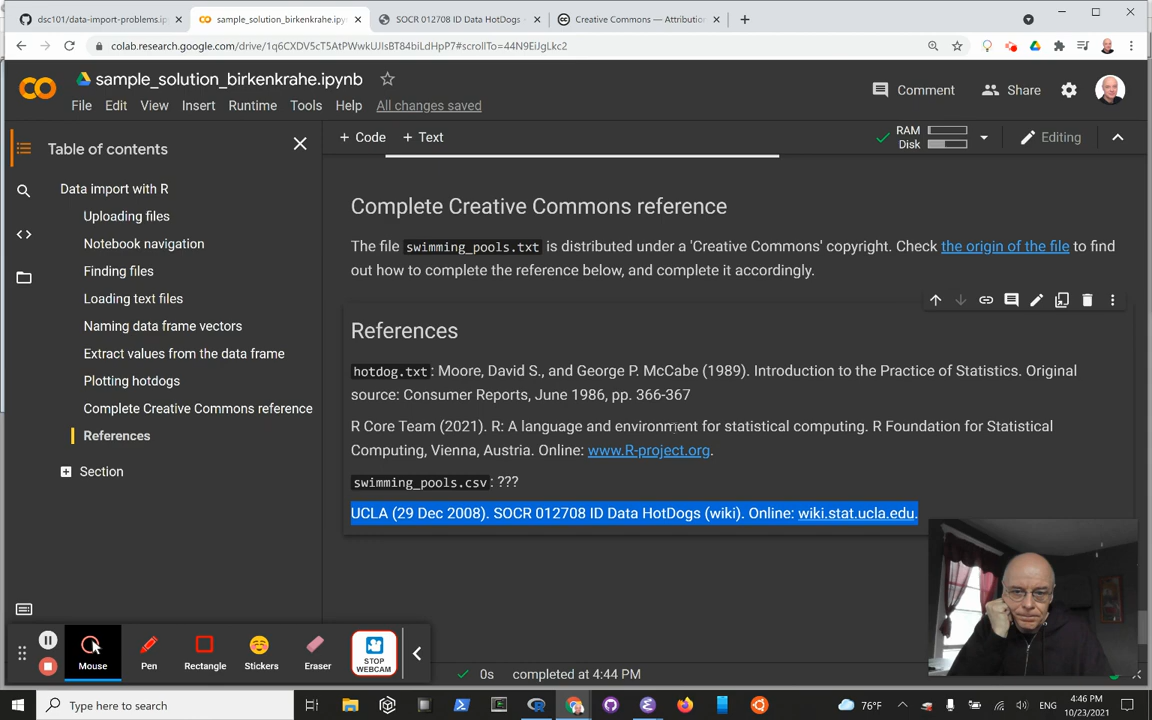 dsc101/data-import-problems.ip
sample_solution_birkenkrahe.ipyn
SOCR 012708 ID Data HotDogs
Creative Commons — Attributio
colab.research.google.com/drive/1q6CXDV5cT5AtPWwkUJIsBT84biLdHpP7#scrollTo=44N9EiJgLkc2
sample_solution_birkenkrahe.ipynb
File Edit View Insert Runtime Tools Help All changes saved
Comment Share
+ Code + Text
RAM
Disk
Editing
Table of contents
Data import with R
Uploading files
Notebook navigation
Finding files
Loading text files
Naming data frame vectors
Extract values from the data frame
Plotting hotdogs
Complete Creative Commons reference
References
Section
Complete Creative Commons reference
The file swimming_pools.txt is distributed under a 'Creative Commons' copyright. Check the origin of the file to find
out how to complete the reference below, and complete it accordingly.
References
hotdog.txt: Moore, David S., and George P. McCabe (1989). Introduction to the Practice of Statistics. Original
source: Consumer Reports, June 1986, pp. 366-367
R Core Team (2021). R: A language and environment for statistical computing. R Foundation for Statistical
Computing, Vienna, Austria. Online: www.R-project.org.
swimming_pools.csv: ???
UCLA (29 Dec 2008). SOCR 012708 ID Data HotDogs (wiki). Online: wiki.stat.ucla.edu.
Mouse
Pen
Rectangle
Stickers
Eraser
STOP
WEBCAM
0s completed at 4:44 PM
Type here to search
76°F
ENG
4:46 PM
10/23/2021